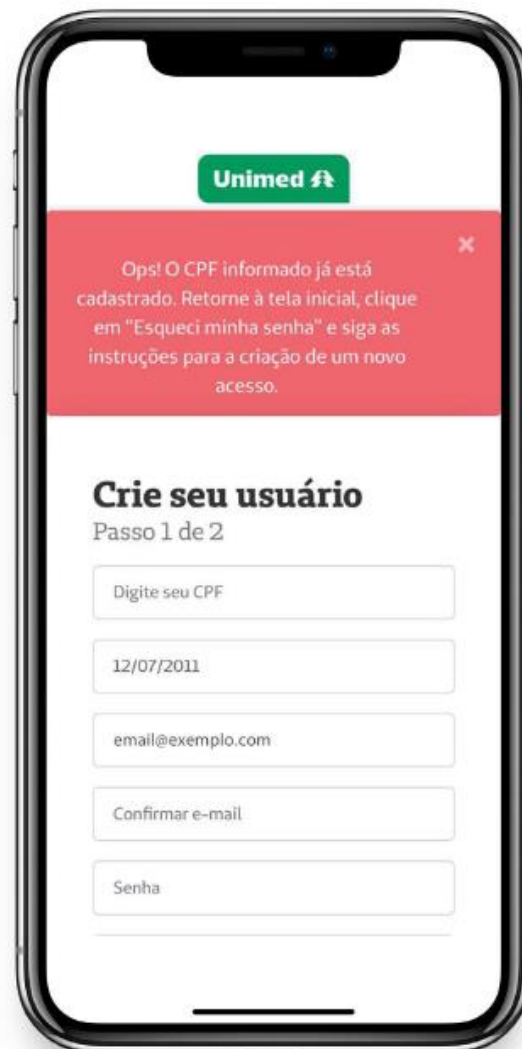 Unimed
Ops! O CPF informado já está
cadastrado. Retorne à tela inicial, clique
em "Esqueci minha senha" e siga as
instruções para a criação de um novo
acesso.
×
Crie seu usuário
Passo 1 de 2
Digite seu CPF
12/07/2011
email@exemplo.com
Confirmar e-mail
Senha